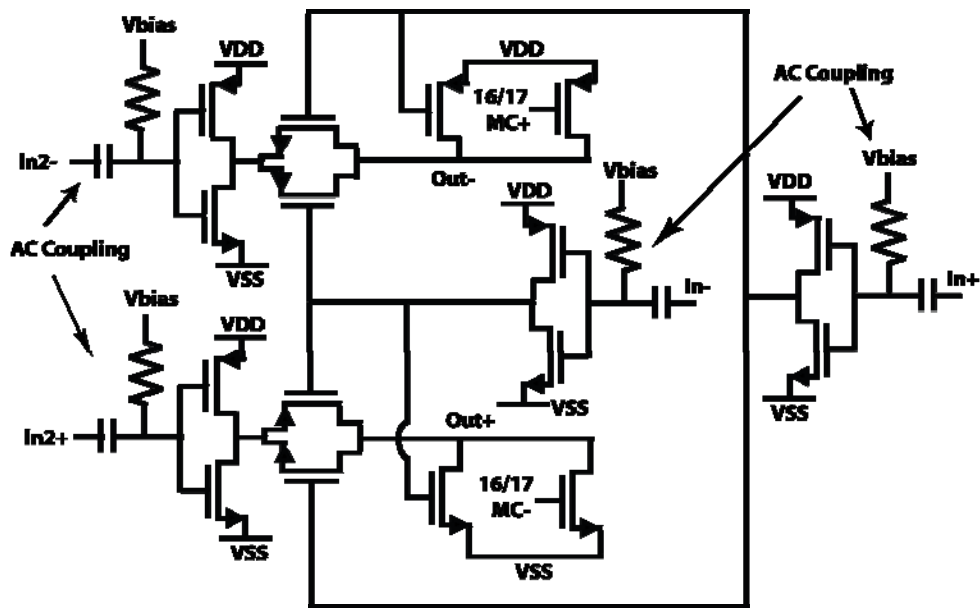 Vbias
VDD
VDD
16/17
MC+
AC Coupling
In2-
Out-
VDD
Vbias
Vbias
VDD
AC Coupling
VSS
Vbias
In-
In+
VDD
VSS
VSS
Out+
In2+
16/17
MC-
VSS
VSS